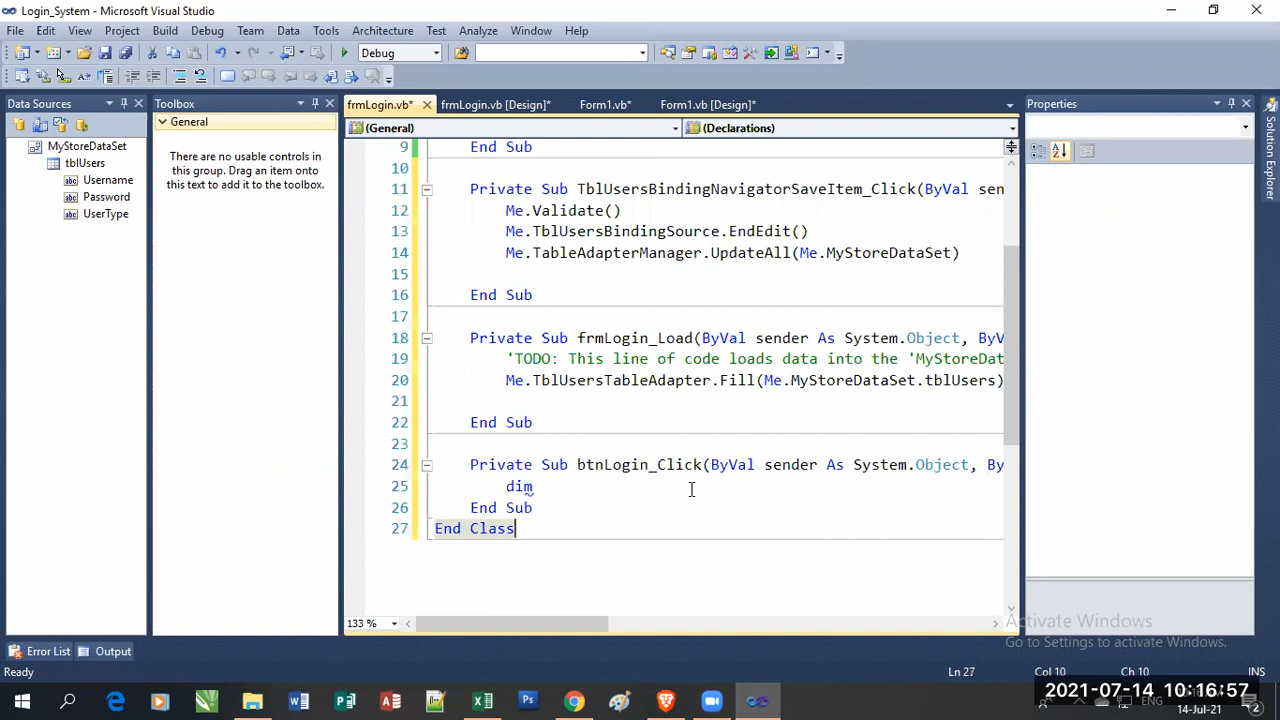 Login_System - Microsoft Visual Studio
File Edit View Project Build Debug Team Data Tools Architecture Test Analyze Window Help
Debug
Data Sources
Toolbox
frmLogin.vb* frmLogin.vb [Design]* Form1.vb* Form1.vb [Design]*
Properties
General
(General) (Declarations)
MyStoreDataSet
tblUsers
Username
Password
UserType
There are no usable controls in
this group. Drag an item onto
this text to add it to the toolbox.
9 End Sub
10
11 Private Sub TblUsersBindingNavigatorSaveItem_Click(ByVal sen
12 Me.Validate()
13 Me.TblUsersBindingSource.EndEdit()
14 Me.TableAdapterManager.UpdateAll(Me.MyStoreDataSet)
15
16 End Sub
17
18 Private Sub frmLogin_Load(ByVal sender As System.Object, ByV
19 'TODO: This line of code loads data into the 'MyStoreDat
20 Me.TblUsersTableAdapter.Fill(Me.MyStoreDataSet.tblUsers)
21
22 End Sub
23
24 Private Sub btnLogin_Click(ByVal sender As System.Object, By
25 dim
26 End Sub
27 End Class
133 %
Solution Explorer
Activate Windows
Go to Settings to activate Windows.
Error List Output
Ready Ln 27 Col 10 Ch 10 INS
2021-07-14 10:16:57
ENG
14-Jul-21
2